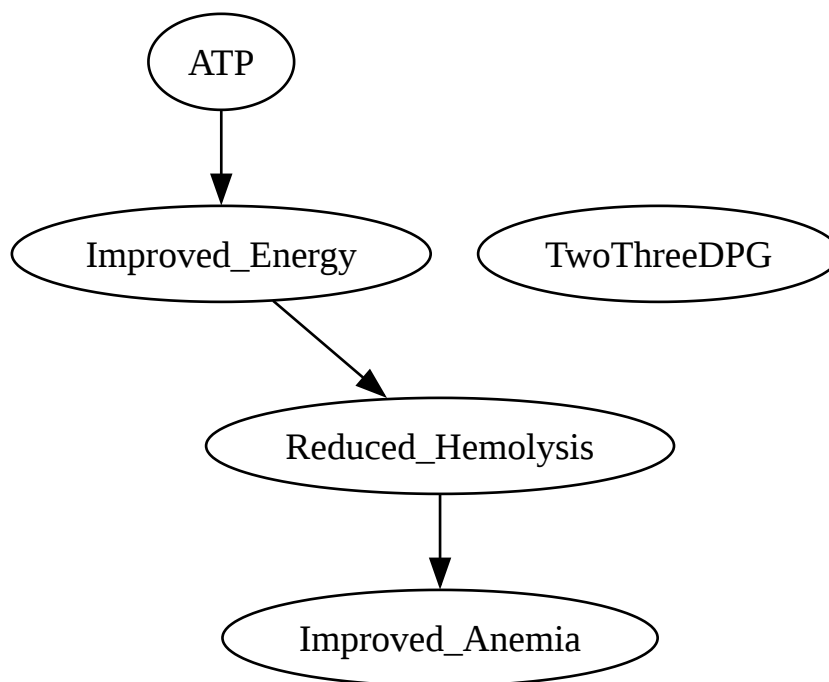 ATP
Improved_Energy
TwoThreeDPG
Reduced_Hemolysis
Improved_Anemia